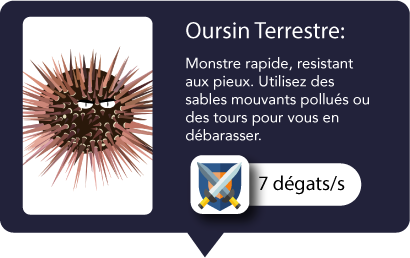 Oursin Terrestre:
Monstre rapide, resistant
aux pieux. Utilisez des
sables mouvants pollués ou
des tours pour vous en
débarasser.
7 dégats/s